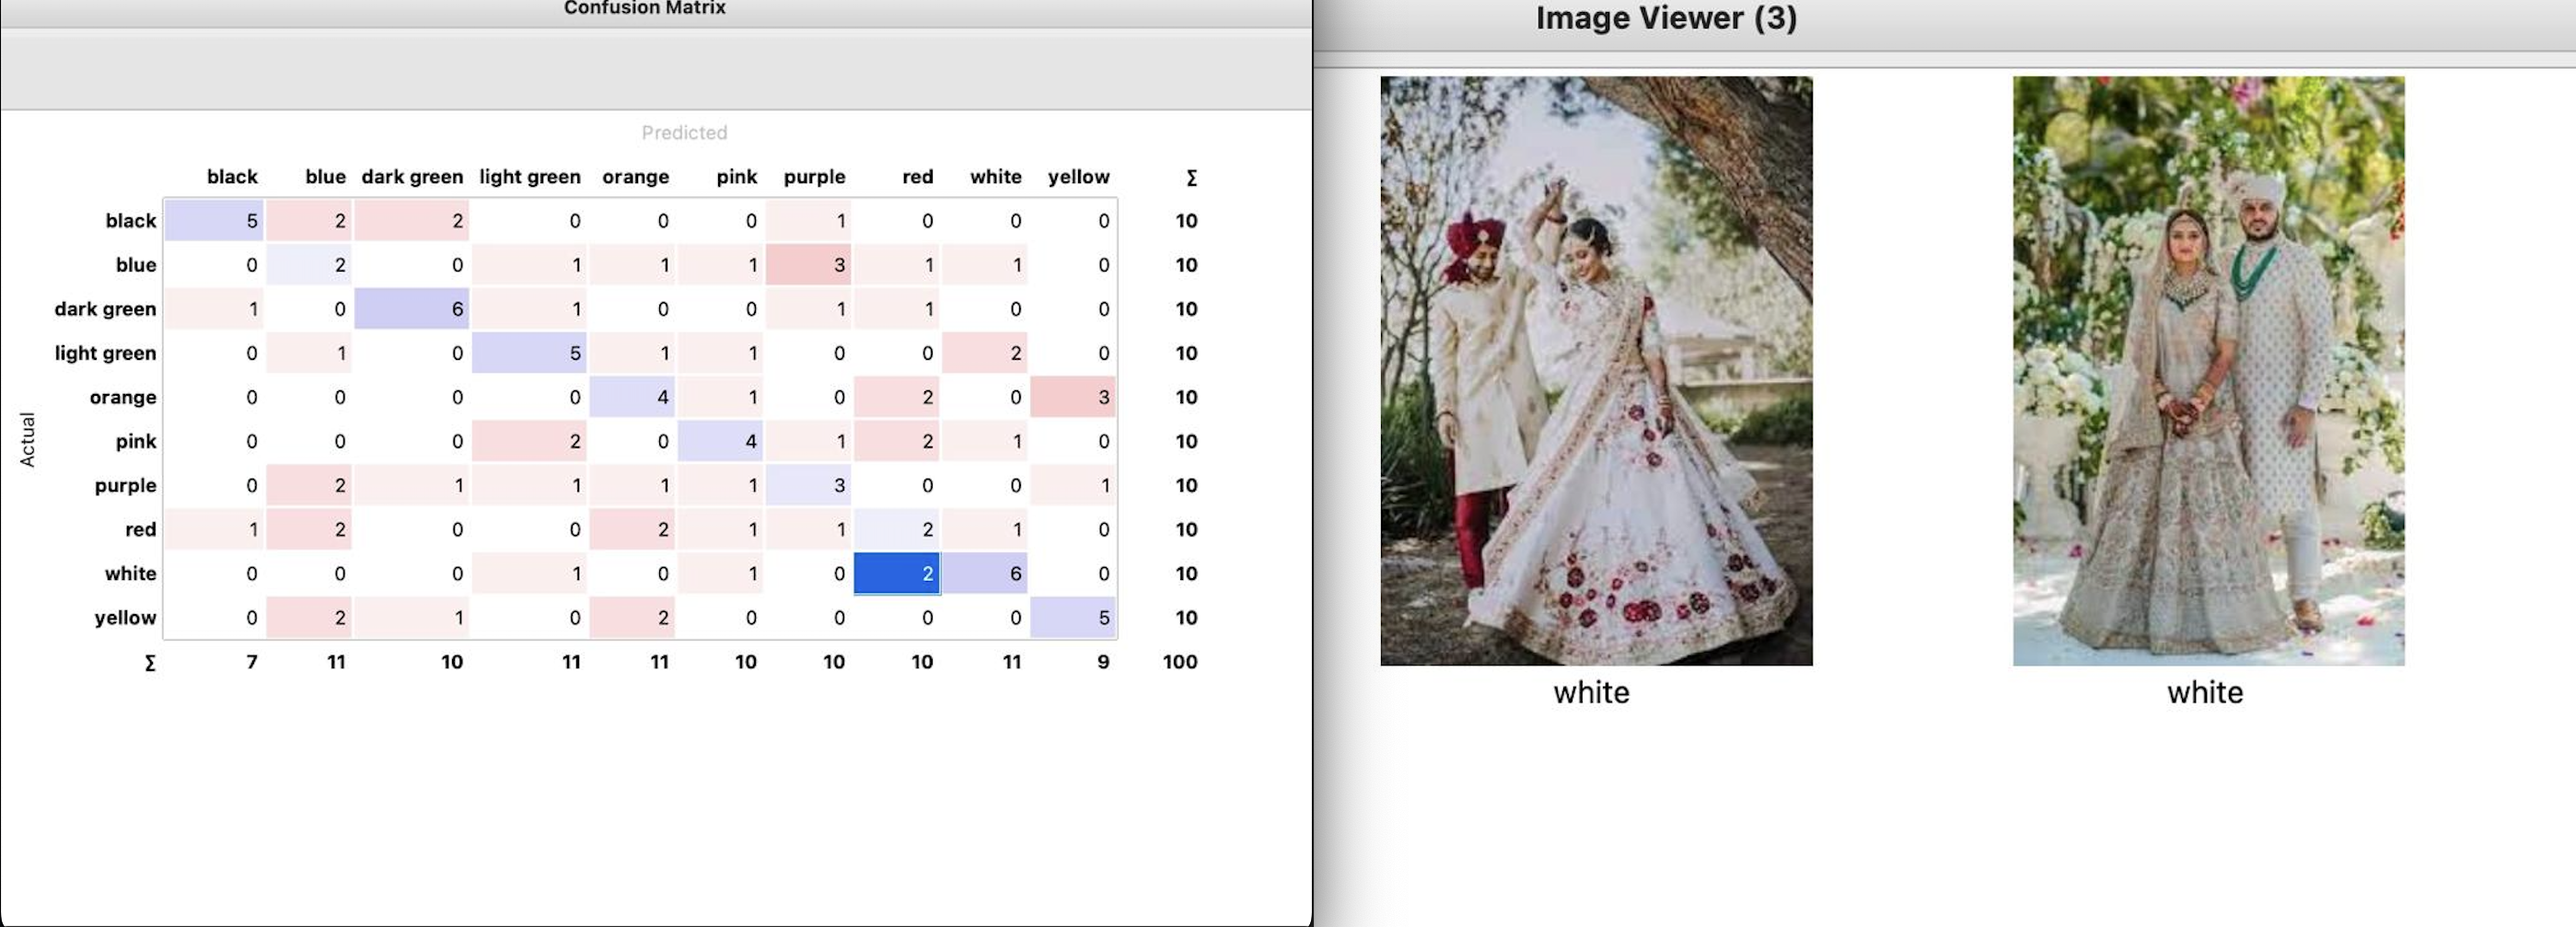 Confusion Matrix
Predicted
black blue dark green light green orange pink purple red white yellow Σ
Actual
black 5 2 2 0 0 0 1 0 0 0 10
blue 0 2 0 1 1 1 3 1 1 0 10
dark green 1 0 6 1 0 0 1 1 0 0 10
light green 0 1 0 5 1 1 0 0 2 0 10
orange 0 0 0 0 4 1 0 2 0 3 10
pink 0 0 0 2 0 4 1 2 1 0 10
purple 0 2 1 1 1 1 3 0 0 1 10
red 1 2 0 0 2 1 1 2 1 0 10
white 0 0 0 1 0 1 0 2 6 0 10
yellow 0 2 1 0 2 0 0 0 0 5 10
Σ 7 11 10 11 11 10 10 10 11 9 100
Image Viewer (3)
white
white